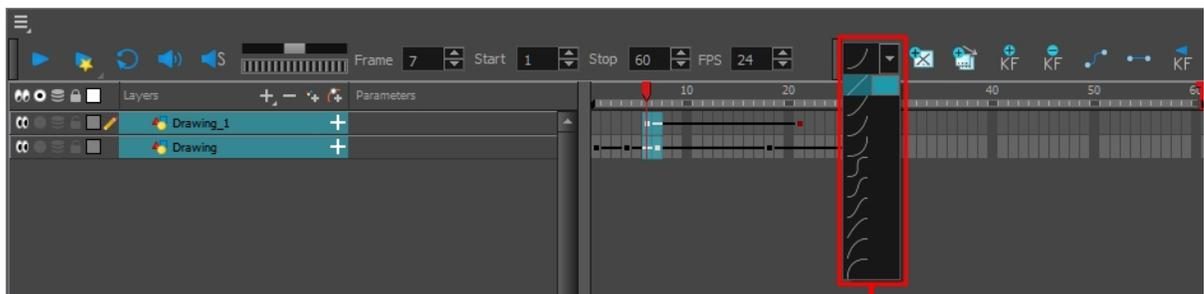 S Frame 7 Start 1 Stop 60 FPS 24 KF KF KF
Layers Parameters 10 20 40 50
Drawing_1
Drawing